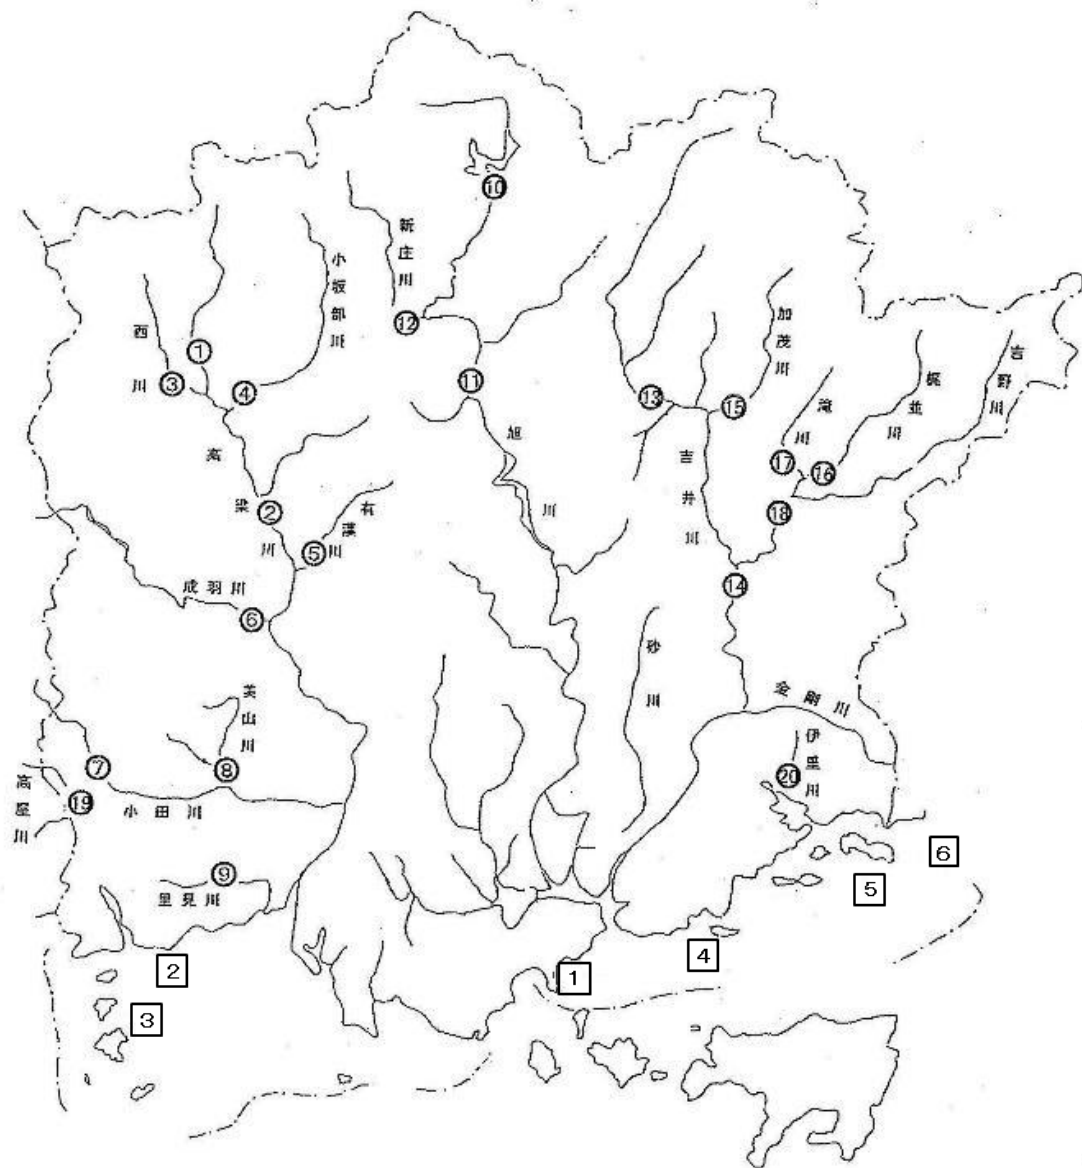 ⑩
新庄川
小坂部川
⑫
加茂川
西川
①
③
④
⑪
⑬
⑮
吉野川
梶並川
滝川
旭川
吉井川
高梁川
②
⑰
⑯
⑱
有漢川
⑤
成羽川
⑥
⑭
砂川
金剛川
美山川
伊里川
⑦
⑧
⑳
高屋川
⑲
小田川
⑨
里見川
6
5
4
1
2
3